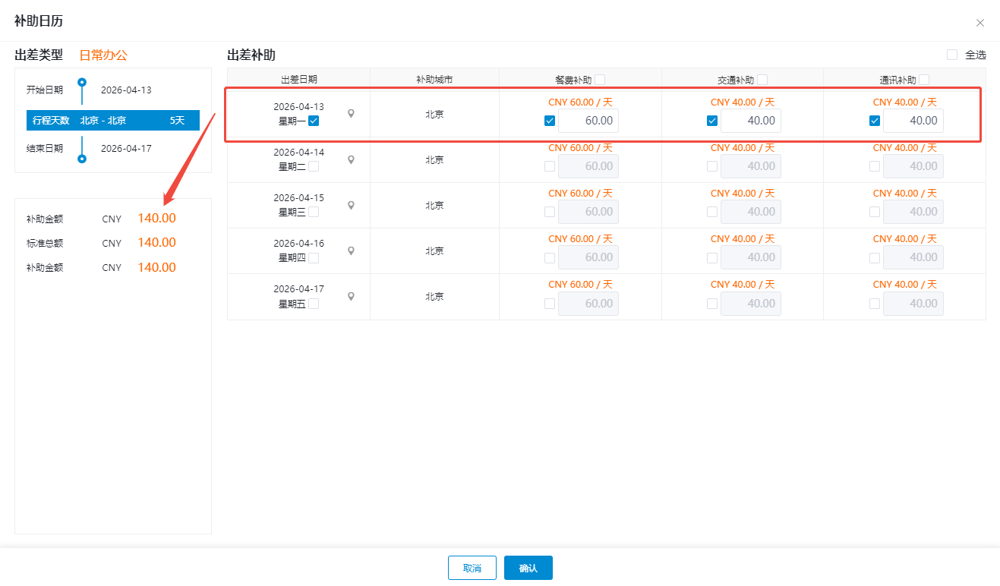 补助日历
出差类型 日常办公
开始日期 2026-04-13
行程天数 北京 - 北京 5天
结束日期 2026-04-17
补助金额 CNY 140.00
标准总额 CNY 140.00
补助金额 CNY 140.00
出差补助 全选
出差日期 补助城市 餐费补助 交通补助 通讯补助
2026-04-13 星期一 北京 CNY 60.00 / 天 60.00 CNY 40.00 / 天 40.00 CNY 40.00 / 天 40.00
2026-04-14 星期二 北京 CNY 60.00 / 天 60.00 CNY 40.00 / 天 40.00 CNY 40.00 / 天 40.00
2026-04-15 星期三 北京 CNY 60.00 / 天 60.00 CNY 40.00 / 天 40.00 CNY 40.00 / 天 40.00
2026-04-16 星期四 北京 CNY 60.00 / 天 60.00 CNY 40.00 / 天 40.00 CNY 40.00 / 天 40.00
2026-04-17 星期五 北京 CNY 60.00 / 天 60.00 CNY 40.00 / 天 40.00 CNY 40.00 / 天 40.00
取消 确认